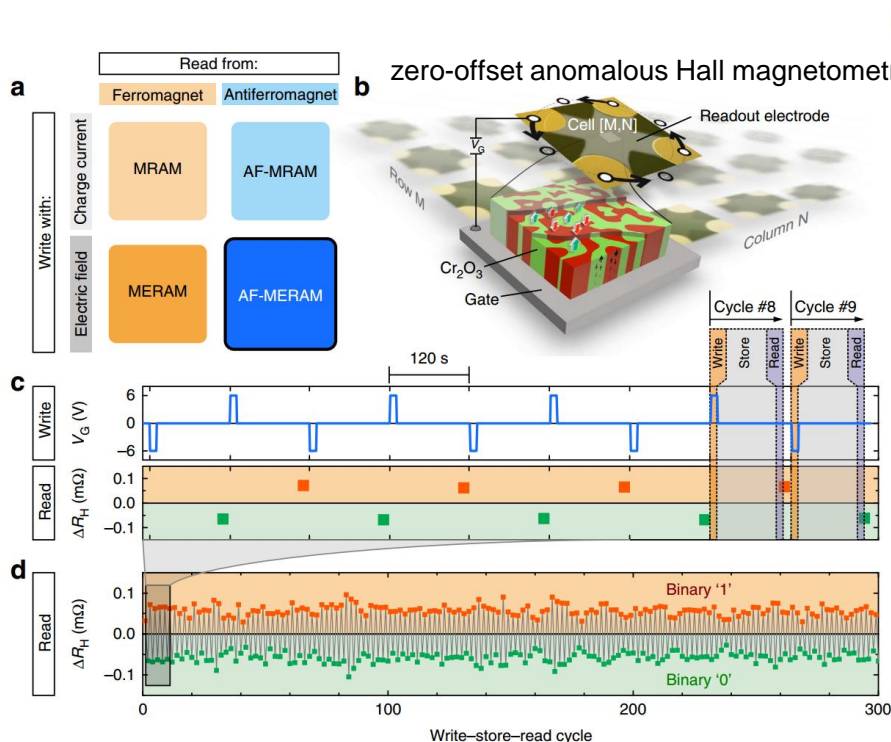 Read from:
a
Ferromagnet
Antiferromagnet
Write with:
Charge current
Electric field
MRAM
AF-MRAM
MERAM
AF-MERAM
b
zero-offset anomalous Hall magnetometr
Cell [M,N]
Readout electrode
V_G
Row M
Column N
Cr₂O₃
Gate
Cycle #8
Cycle #9
Write
Store
Read
Write
Store
Read
c
120 s
Write
V_G (V)
6
0
−6
Read
ΔR_H (mΩ)
0.1
0.0
−0.1
d
Read
ΔR_H (mΩ)
0.1
0.0
−0.1
Binary ‘1’
Binary ‘0’
0
100
200
300
Write–store–read cycle